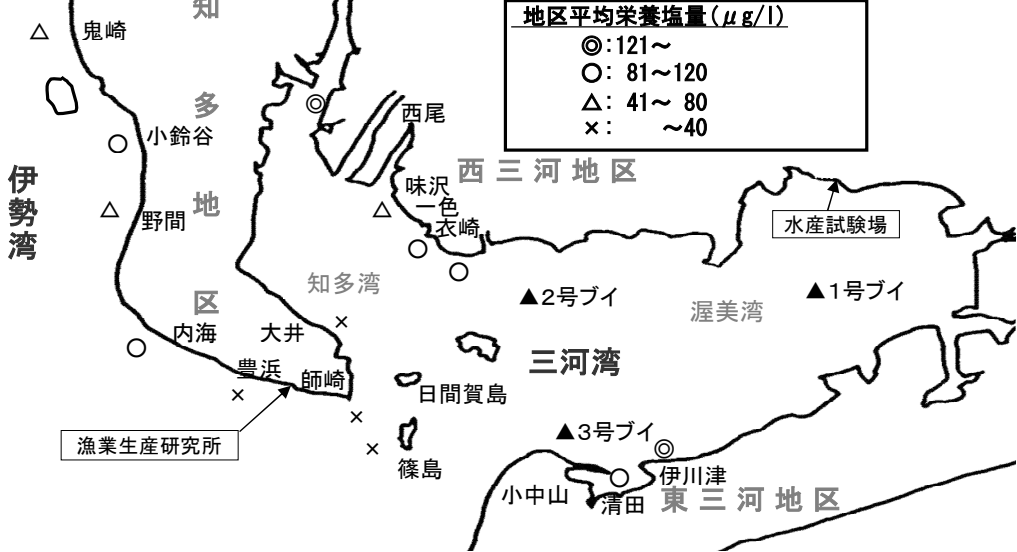 地区平均栄養塩量(μg/l)
◎:121～
○: 81～120
△: 41～ 80
×: ～40
知多地区
鬼崎
小鈴谷
伊勢湾
野間
内海
豊浜
大井
師崎
漁業生産研究所
知多湾
西尾
西三河地区
味沢
一色
衣崎
水産試験場
▲2号ブイ
渥美湾
▲1号ブイ
三河湾
日間賀島
篠島
▲3号ブイ
伊川津
小中山
清田
東三河地区